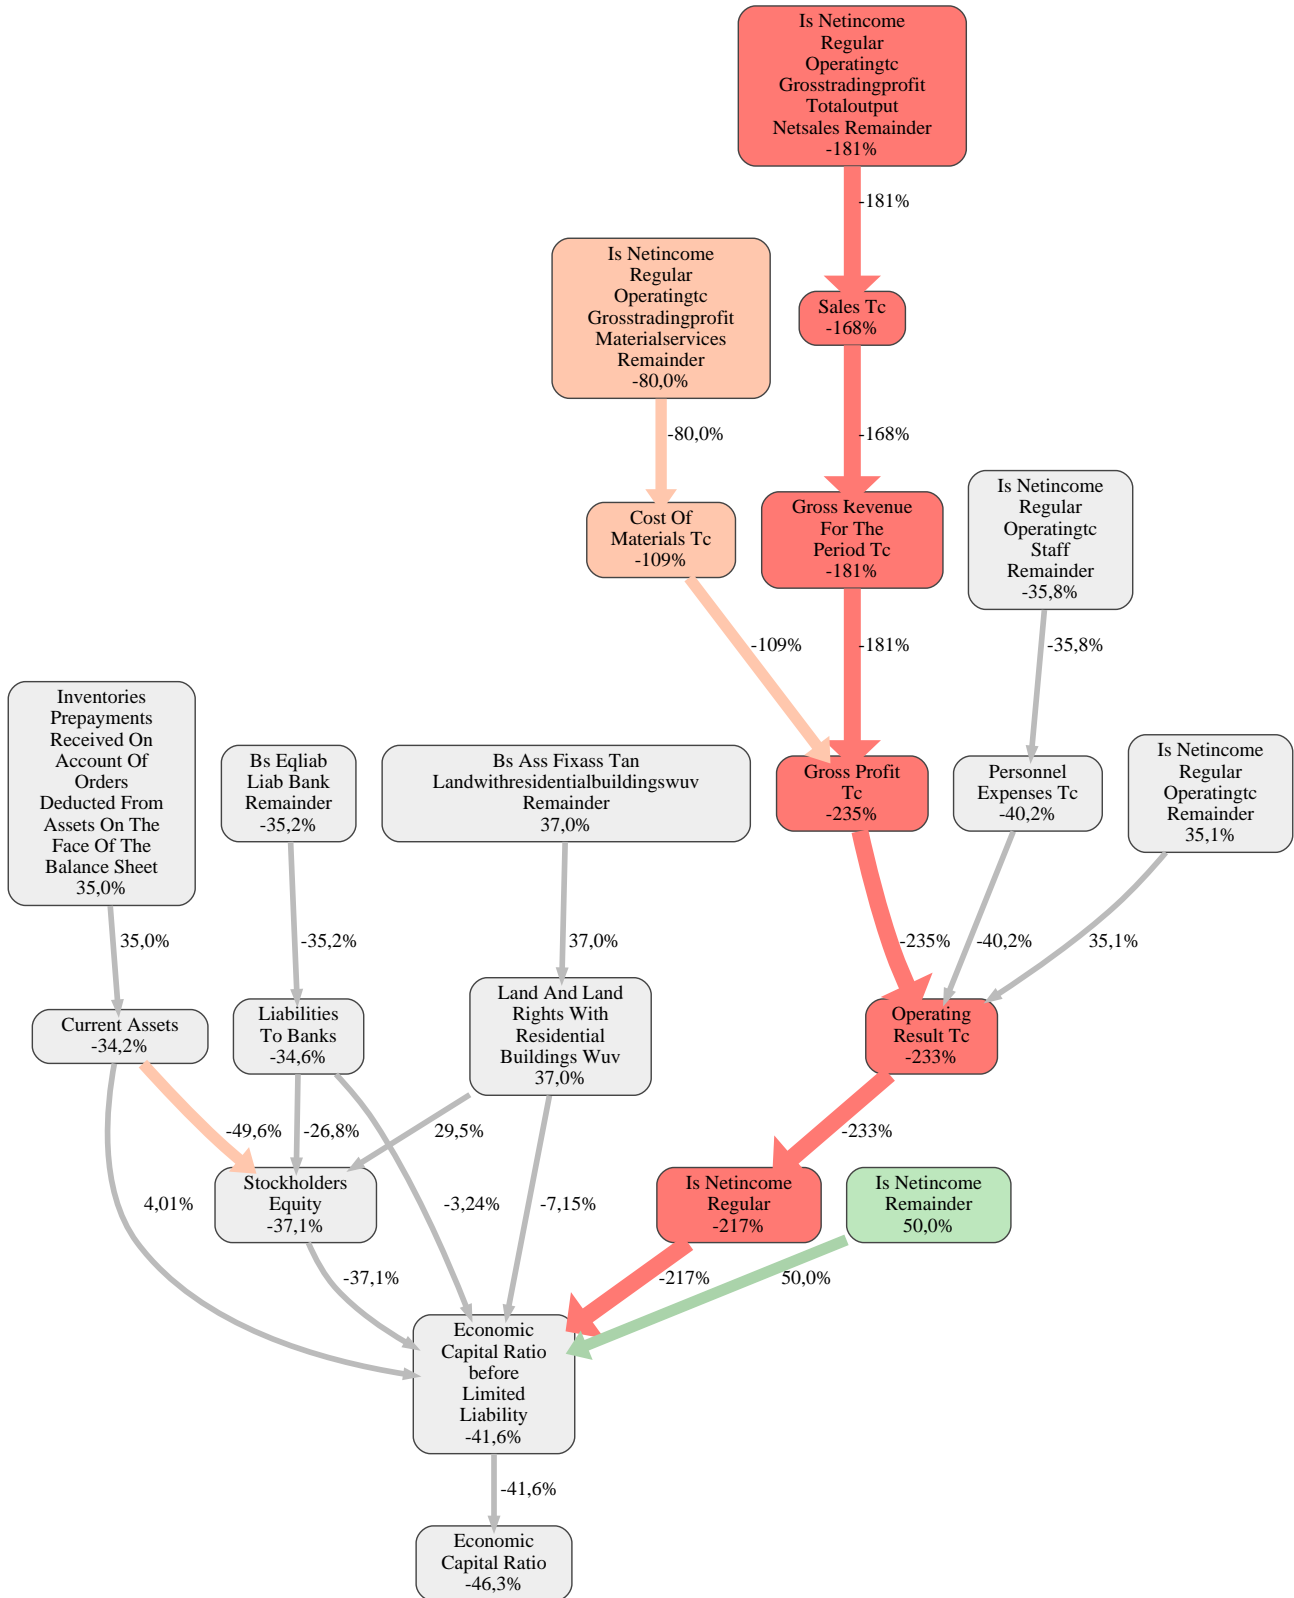 Is Netincome
Regular
Operatingtc
Grosstradingprofit
Totaloutput
Netsales Remainder
-181%
-181%
Is Netincome
Regular
Operatingtc
Grosstradingprofit
Materialservices
Remainder
-80,0%
Sales Tc
-168%
-80,0%
-168%
Cost Of
Materials Tc
-109%
Gross Revenue
For The
Period Tc
-181%
Is Netincome
Regular
Operatingtc
Staff
Remainder
-35,8%
-109%
-181%
-35,8%
Inventories
Prepayments
Received On
Account Of
Orders
Deducted From
Assets On The
Face Of The
Balance Sheet
35,0%
Bs Eqliab
Liab Bank
Remainder
-35,2%
Bs Ass Fixass Tan
Landwithresidentialbuildingswuv
Remainder
37,0%
Gross Profit
Tc
-235%
Personnel
Expenses Tc
-40,2%
Is Netincome
Regular
Operatingtc
Remainder
35,1%
35,0%
-35,2%
37,0%
-235%
-40,2%
35,1%
Current Assets
-34,2%
Liabilities
To Banks
-34,6%
Land And Land
Rights With
Residential
Buildings Wuv
37,0%
Operating
Result Tc
-233%
-49,6%
-26,8%
29,5%
-233%
4,01%
Stockholders
Equity
-37,1%
-3,24%
-7,15%
Is Netincome
Regular
-217%
Is Netincome
Remainder
50,0%
-37,1%
-217%
50,0%
Economic
Capital Ratio
before
Limited
Liability
-41,6%
-41,6%
Economic
Capital Ratio
-46,3%